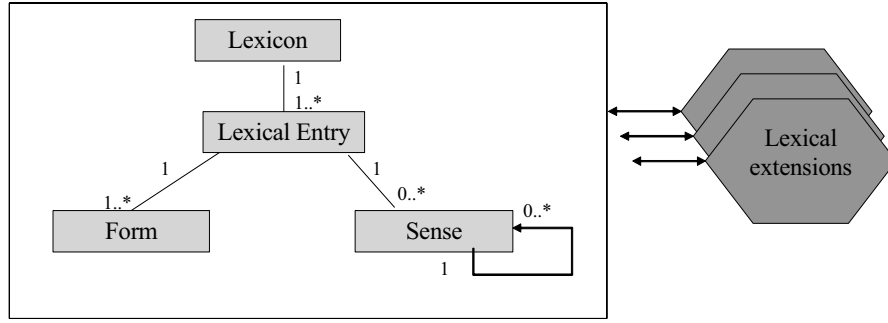 Lexicon
1
1..*
Lexical Entry
1
1
1..*
0..*
0..*
Form
Sense
1
Lexical
extensions